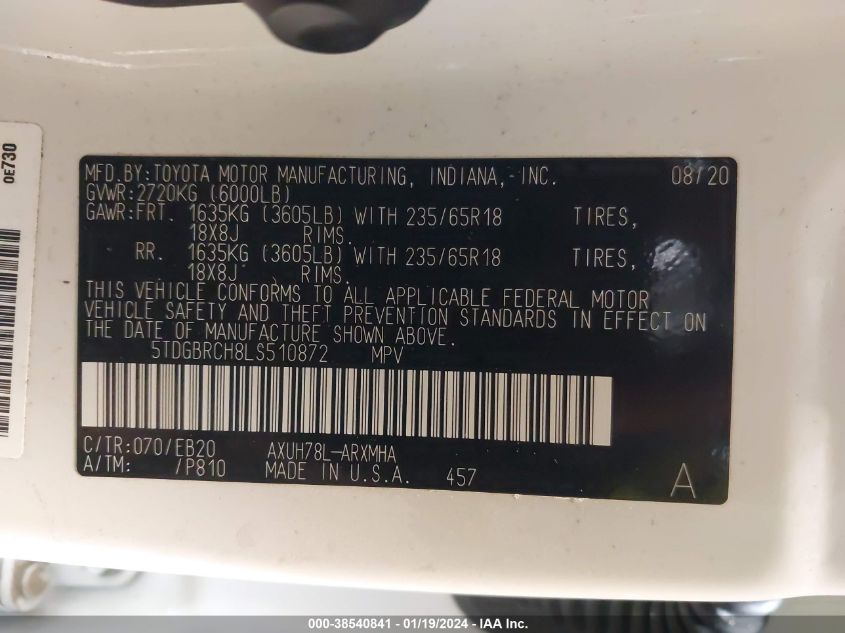 OE730
MFD.BY:TOYOTA MOTOR MANUFACTURING, INDIANA, INC. 08/20
GVWR:2720KG (6000LB)
GAWR:FRT. 1635KG (3605LB) WITH 235/65R18 TIRES,
18X8J RIMS.
RR. 1635KG (3605LB) WITH 235/65R18 TIRES,
18X8J RIMS.
THIS VEHICLE CONFORMS TO ALL APPLICABLE FEDERAL MOTOR
VEHICLE SAFETY AND THEFT PREVENTION STANDARDS IN EFFECT ON
THE DATE OF MANUFACTURE SHOWN ABOVE.
5TDGBRCH8LS510872 MPV
C/TR:070/EB20 AXUH78L-ARXMHA
A/TM: /P810 MADE IN U.S.A. 457 A
000-38540841 - 01/19/2024 - IAA Inc.